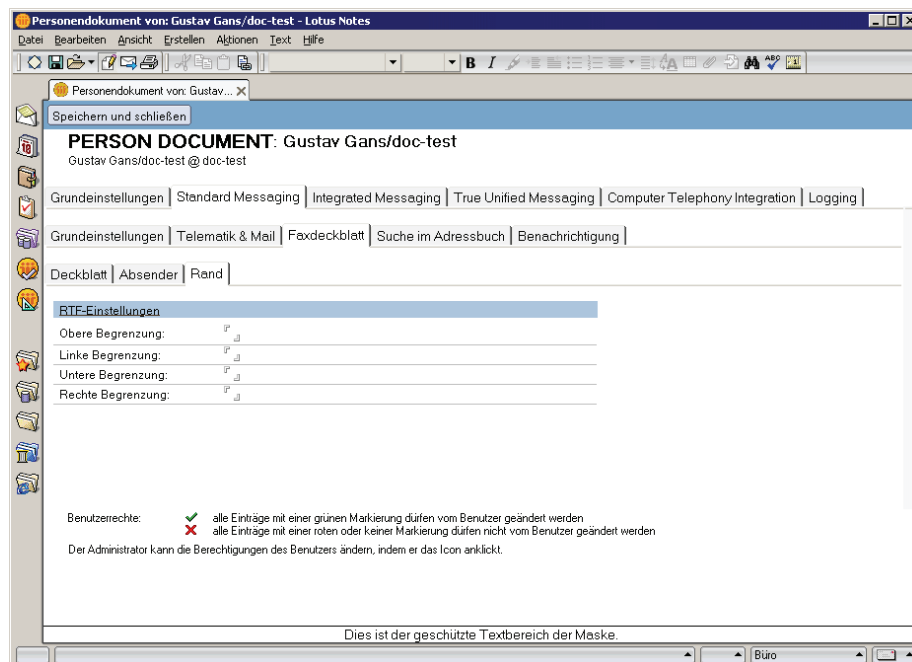 Personendokument von: Gustav Gans/doc-test - Lotus Notes
Datei Bearbeiten Ansicht Erstellen Aktionen Text Hilfe
B I ABC
Personendokument von: Gustav...
Speichern und schließen
18
PERSON DOCUMENT: Gustav Gans/doc-test
Gustav Gans/doc-test @ doc-test
Grundeinstellungen Standard Messaging Integrated Messaging True Unified Messaging Computer Telephony Integration Logging
Grundeinstellungen Telematik & Mail Faxdeckblatt Suche im Adressbuch Benachrichtigung
Deckblatt Absender Rand
RTF-Einstellungen
Obere Begrenzung:
Linke Begrenzung:
Untere Begrenzung:
Rechte Begrenzung:
Benutzerrechte: alle Einträge mit einer grünen Markierung dürfen vom Benutzer geändert werden
alle Einträge mit einer roten oder keiner Markierung dürfen nicht vom Benutzer geändert werden
Der Administrator kann die Berechtigungen des Benutzers ändern, indem er das Icon anklickt.
Dies ist der geschützte Textbereich der Maske.
Büro